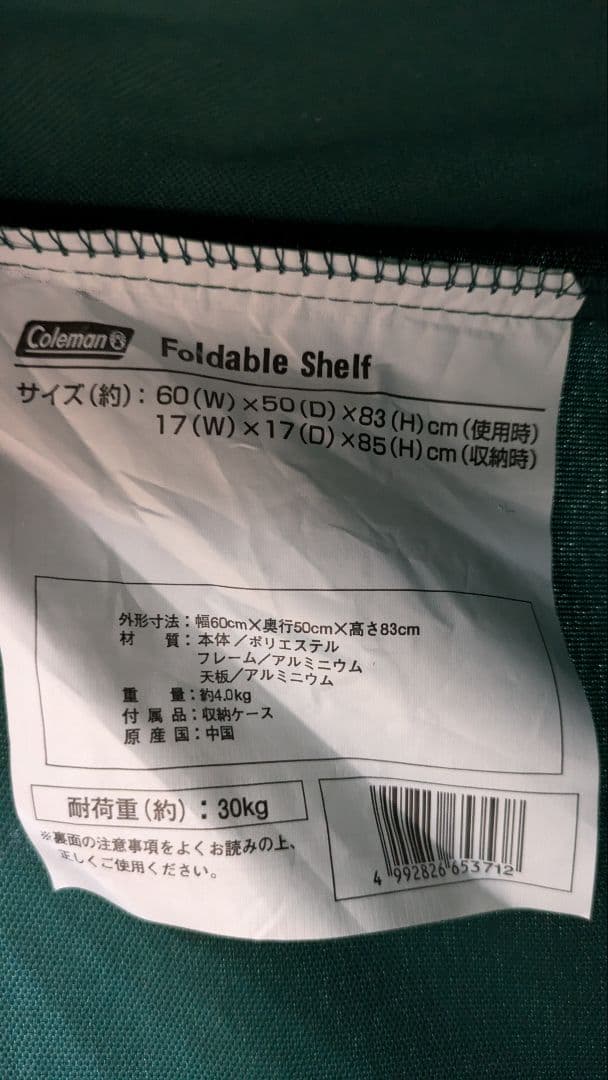 Coleman Foldable Shelf
サイズ(約):60(W)×50(D)×83(H)cm(使用時)
17(W)×17(D)×85(H)cm(収納時)
外形寸法:幅60cm×奥行50cm×高さ83cm
材 質:本体/ポリエステル
フレーム/アルミニウム
天板/アルミニウム
重 量:約4.0kg
付属品:収納ケース
原産国:中国
耐荷重(約):30kg
※裏面の注意事項をよくお読みの上、
正しくご使用ください。
4 992826 653712